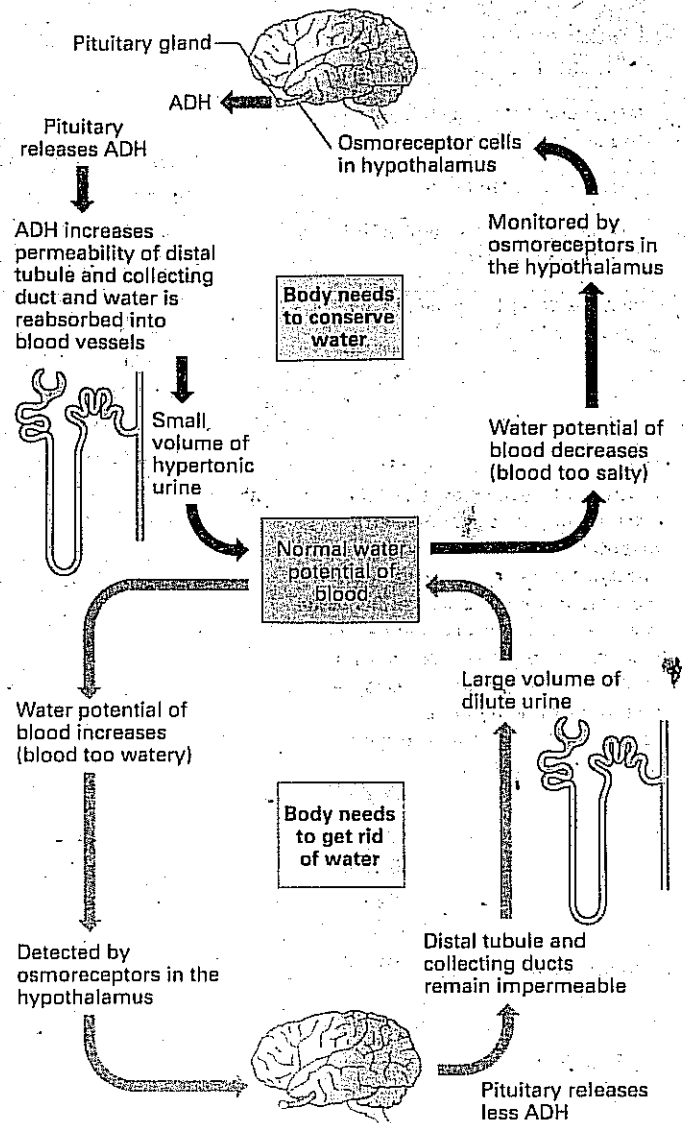 Pituitary gland
ADH
Pituitary
releases ADH
Osmoreceptor cells
in hypothalamus
ADH increases
permeability of distal
tubule and collecting
duct and water is
reabsorbed into
blood vessels
Body needs
to conserve
water
Monitored by
osmoreceptors in
the hypothalamus
Small
volume of
hypertonic
urine
Water potential of
blood decreases
(blood too salty)
Normal water
potential of
blood
Large volume of
dilute urine
Water potential of
blood increases
(blood too watery)
Body needs
to get rid
of water
Detected by
osmoreceptors in the
hypothalamus
Distal tubule and
collecting ducts
remain impermeable
Pituitary releases
less ADH